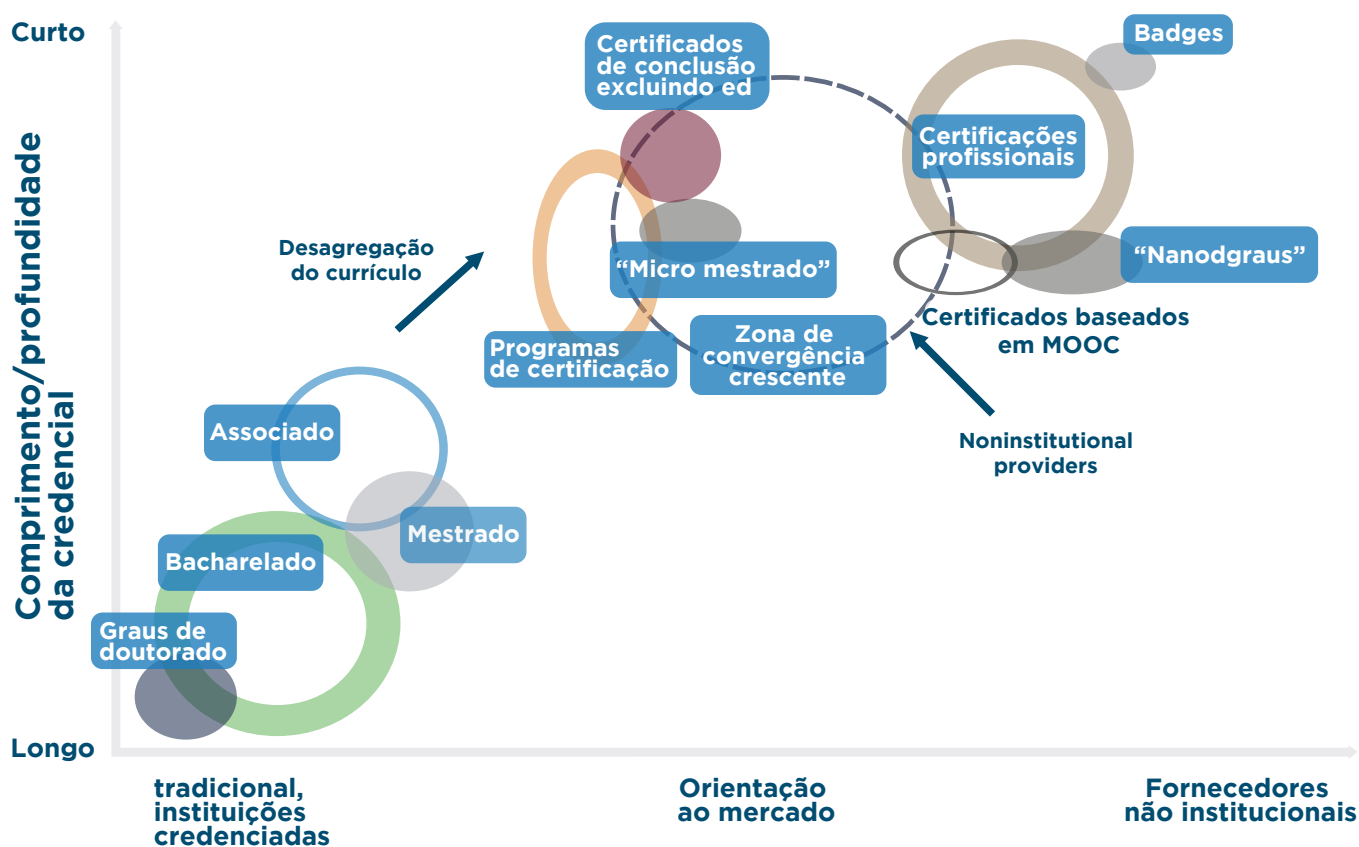 Curto
Comprimento/profundidade
da credencial
Longo
Certificados
de conclusão
excluindo ed
Badges
Certificações
profissionais
Desagregação
do currículo
“Micro mestrado”
“Nanodgraus”
Certificados baseados
em MOOC
Programas
de certificação
Zona de
convergência
crescente
Associado
Noninstitutional
providers
Mestrado
Bacharelado
Graus de
doutorado
tradicional,
instituições
credenciadas
Orientação
ao mercado
Fornecedores
não institucionais